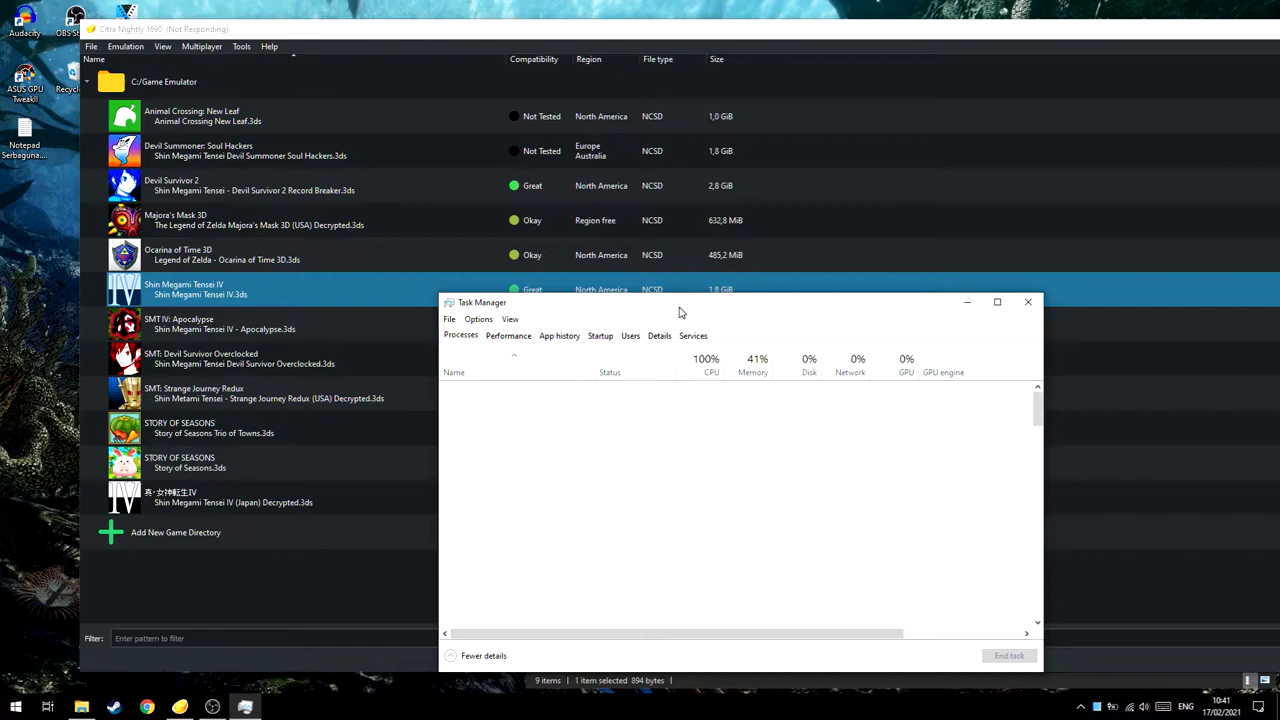 Audacity
OBS St
ASUS GPU
TweakII
Recycl
Notepad
Serbaguna....
Citra Nightly 1690 (Not Responding)
File Emulation View Multiplayer Tools Help
Name Compatibility Region File type Size
C:/Game Emulator
Animal Crossing: New Leaf
Animal Crossing New Leaf.3ds
Not Tested North America NCSD 1,0 GiB
Devil Summoner: Soul Hackers
Shin Megami Tensei Devil Summoner Soul Hackers.3ds
Not Tested Europe
Australia
NCSD 1,8 GiB
Devil Survivor 2
Shin Megami Tensei - Devil Survivor 2 Record Breaker.3ds
Great North America NCSD 2,8 GiB
Majora's Mask 3D
The Legend of Zelda Majora's Mask 3D (USA) Decrypted.3ds
Okay Region free NCSD 632,8 MiB
Ocarina of Time 3D
Legend of Zelda - Ocarina of Time 3D.3ds
Okay North America NCSD 485,2 MiB
Shin Megami Tensei IV
Shin Megami Tensei IV.3ds
Great North America NCSD 1,8 GiB
SMT IV: Apocalypse
Shin Megami Tensei IV - Apocalypse.3ds
SMT: Devil Survivor Overclocked
Shin Megami Tensei Devil Survivor Overclocked.3ds
SMT: Strange Journey Redux
Shin Metami Tensei - Strange Journey Redux (USA) Decrypted.3ds
STORY OF SEASONS
Story of Seasons Trio of Towns.3ds
STORY OF SEASONS
Story of Seasons.3ds
真・女神転生IV
Shin Megami Tensei IV (Japan) Decrypted.3ds
Add New Game Directory
Filter: Enter pattern to filter
Task Manager
File Options View
Processes Performance App history Startup Users Details Services
100% 41% 0% 0% 0%
Name Status CPU Memory Disk Network GPU GPU engine
Fewer details End task
9 items 1 item selected 894 bytes
ENG
10:41
17/02/2021